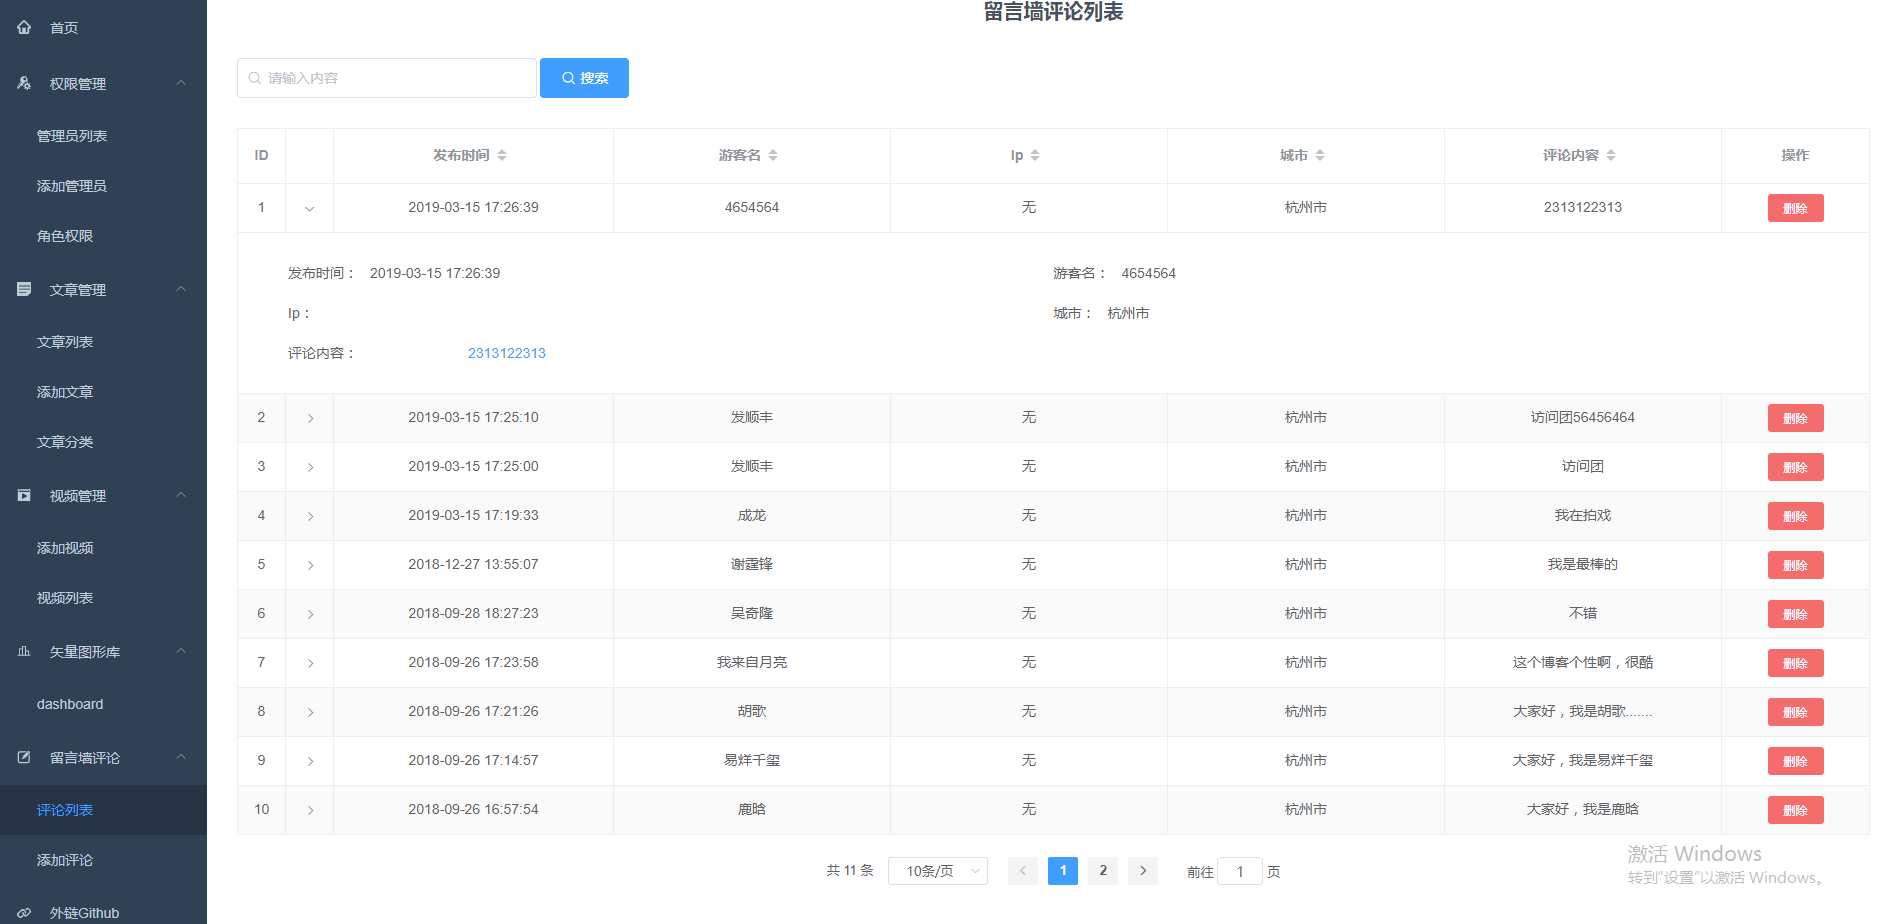 首页
权限管理
管理员列表
添加管理员
角色权限
文章管理
文章列表
添加文章
文章分类
视频管理
添加视频
视频列表
矢量图形库
dashboard
留言墙评论
评论列表
添加评论
外链Github
留言墙评论列表
请输入内容 搜索
ID 发布时间 游客名 Ip 城市 评论内容 操作
1 2019-03-15 17:26:39 4654564 无 杭州市 2313122313 删除
发布时间： 2019-03-15 17:26:39 游客名： 4654564
Ip： 城市： 杭州市
评论内容： 2313122313
2 2019-03-15 17:25:10 发顺丰 无 杭州市 访问团56456464 删除
3 2019-03-15 17:25:00 发顺丰 无 杭州市 访问团 删除
4 2019-03-15 17:19:33 成龙 无 杭州市 我在拍戏 删除
5 2018-12-27 13:55:07 谢霆锋 无 杭州市 我是最棒的 删除
6 2018-09-28 18:27:23 吴奇隆 无 杭州市 不错 删除
7 2018-09-26 17:23:58 我来自月亮 无 杭州市 这个博客个性啊，很酷 删除
8 2018-09-26 17:21:26 胡歌 无 杭州市 大家好，我是胡歌....... 删除
9 2018-09-26 17:14:57 易烊千玺 无 杭州市 大家好，我是易烊千玺 删除
10 2018-09-26 16:57:54 鹿晗 无 杭州市 大家好，我是鹿晗 删除
共 11 条 10条/页 1 2 前往 1 页
激活 Windows
转到"设置"以激活 Windows。